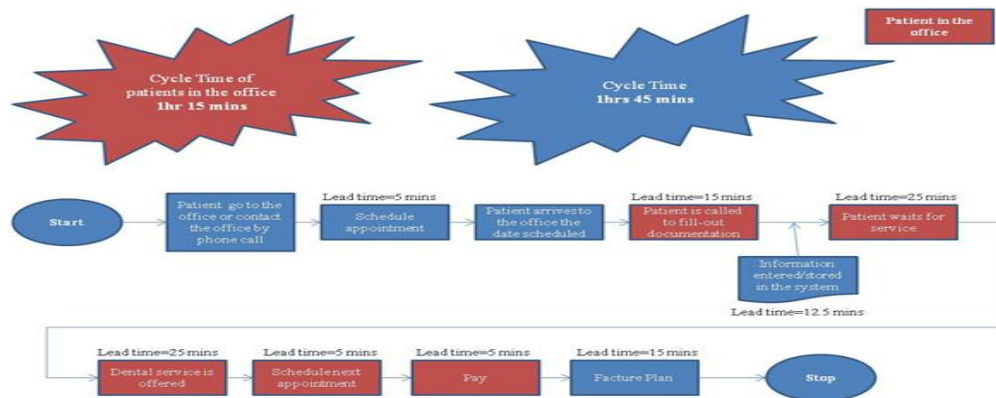 Patient in the
office
Cycle Time of
patients in the office
1hr 15 mins
Cycle Time
1hrs 45 mins
Start
Patient go to the
office or contact
the office by
phone call
Lead time=5 mins
Schedule
appointment
Patient arrives to
the office the
date scheduled
Lead time=15 mins
Patient is called
to fill-out
documentation
Information
entered/stored
in the system
Lead time=12.5 mins
Lead time=25 mins
Patient waits for
service
Lead time=25 mins
Dental service is
offered
Lead time=5 mins
Schedule next
appointment
Lead time=5 mins
Pay
Lead time=15 mins
Facture Plan
Stop